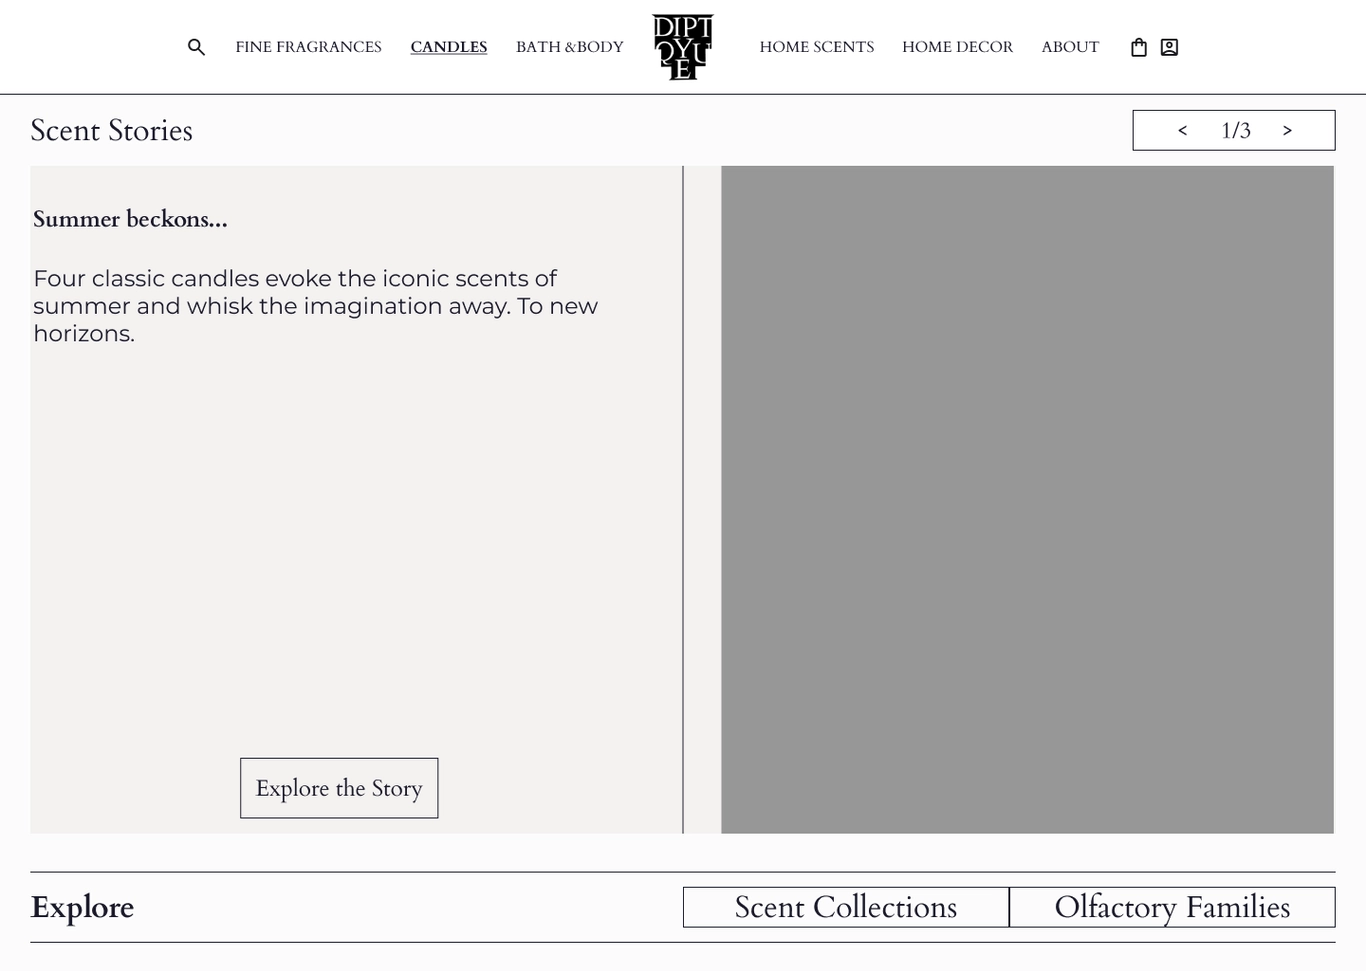 FINE FRAGRANCES CANDLES BATH &BODY DIPTYQUE HOME SCENTS HOME DECOR ABOUT
Scent Stories < 1/3 >
Summer beckons...
Four classic candles evoke the iconic scents of
summer and whisk the imagination away. To new
horizons.
Explore the Story
Explore Scent Collections Olfactory Families